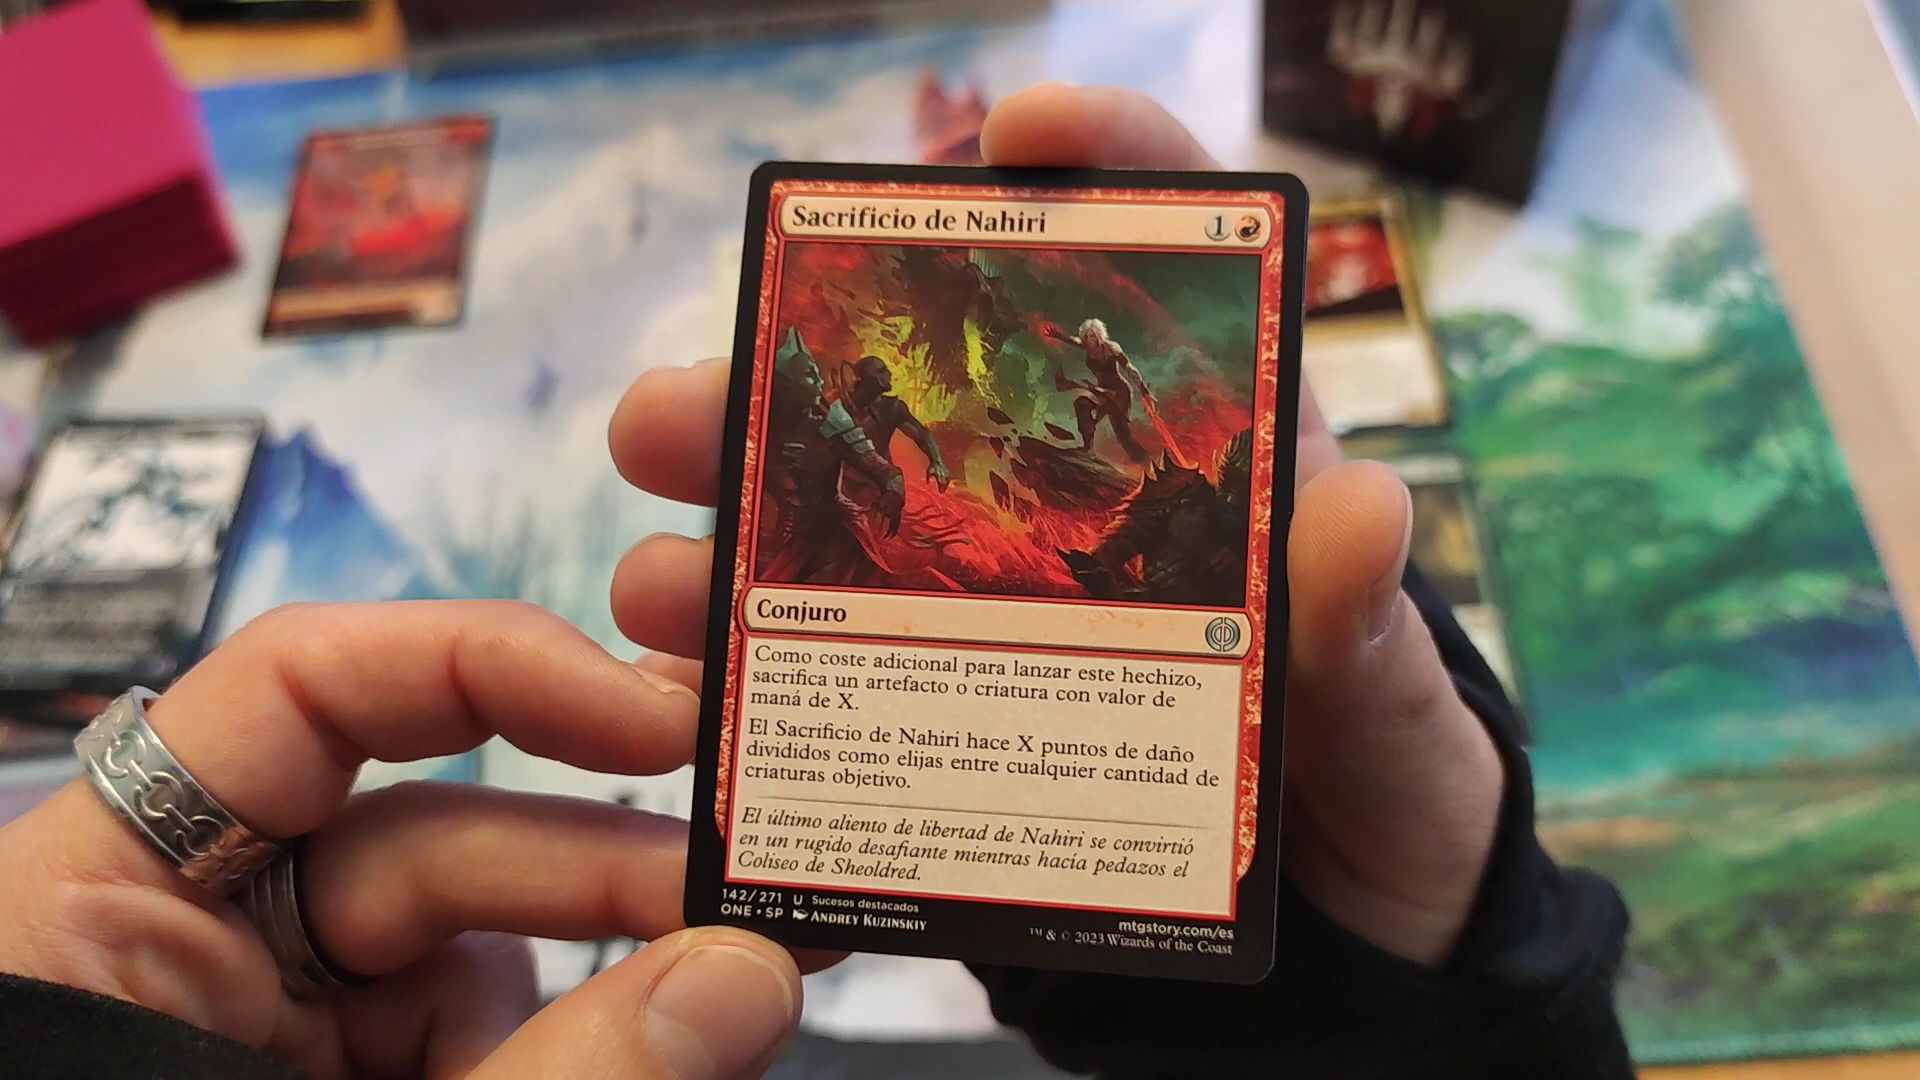 Sacrificio de Nahiri 1
Conjuro
Como coste adicional para lanzar este hechizo,
sacrifica un artefacto o criatura con valor de
maná de X.
El Sacrificio de Nahiri hace X puntos de daño
divididos como elijas entre cualquier cantidad de
criaturas objetivo.
El último aliento de libertad de Nahiri se convirtió
en un rugido desafiante mientras hacía pedazos el
Coliseo de Sheoldred.
142/271 U Sucesos destacados
ONE • SP ANDREY KUZINSKIY
mtgstory.com/es
™ & © 2023 Wizards of the Coast